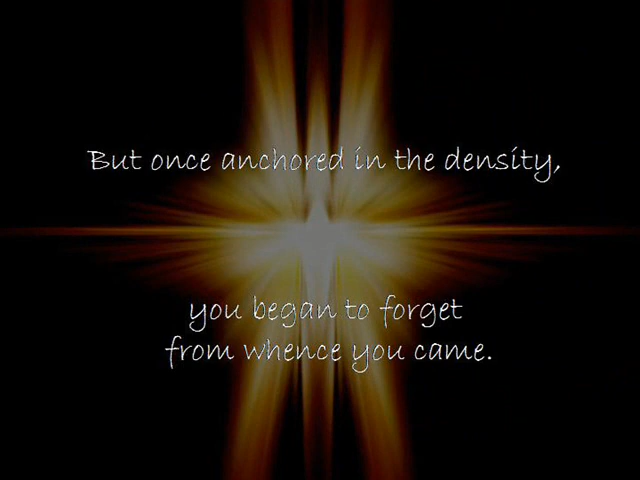 But once anchored in the density,
you began to forget
from whence you came.